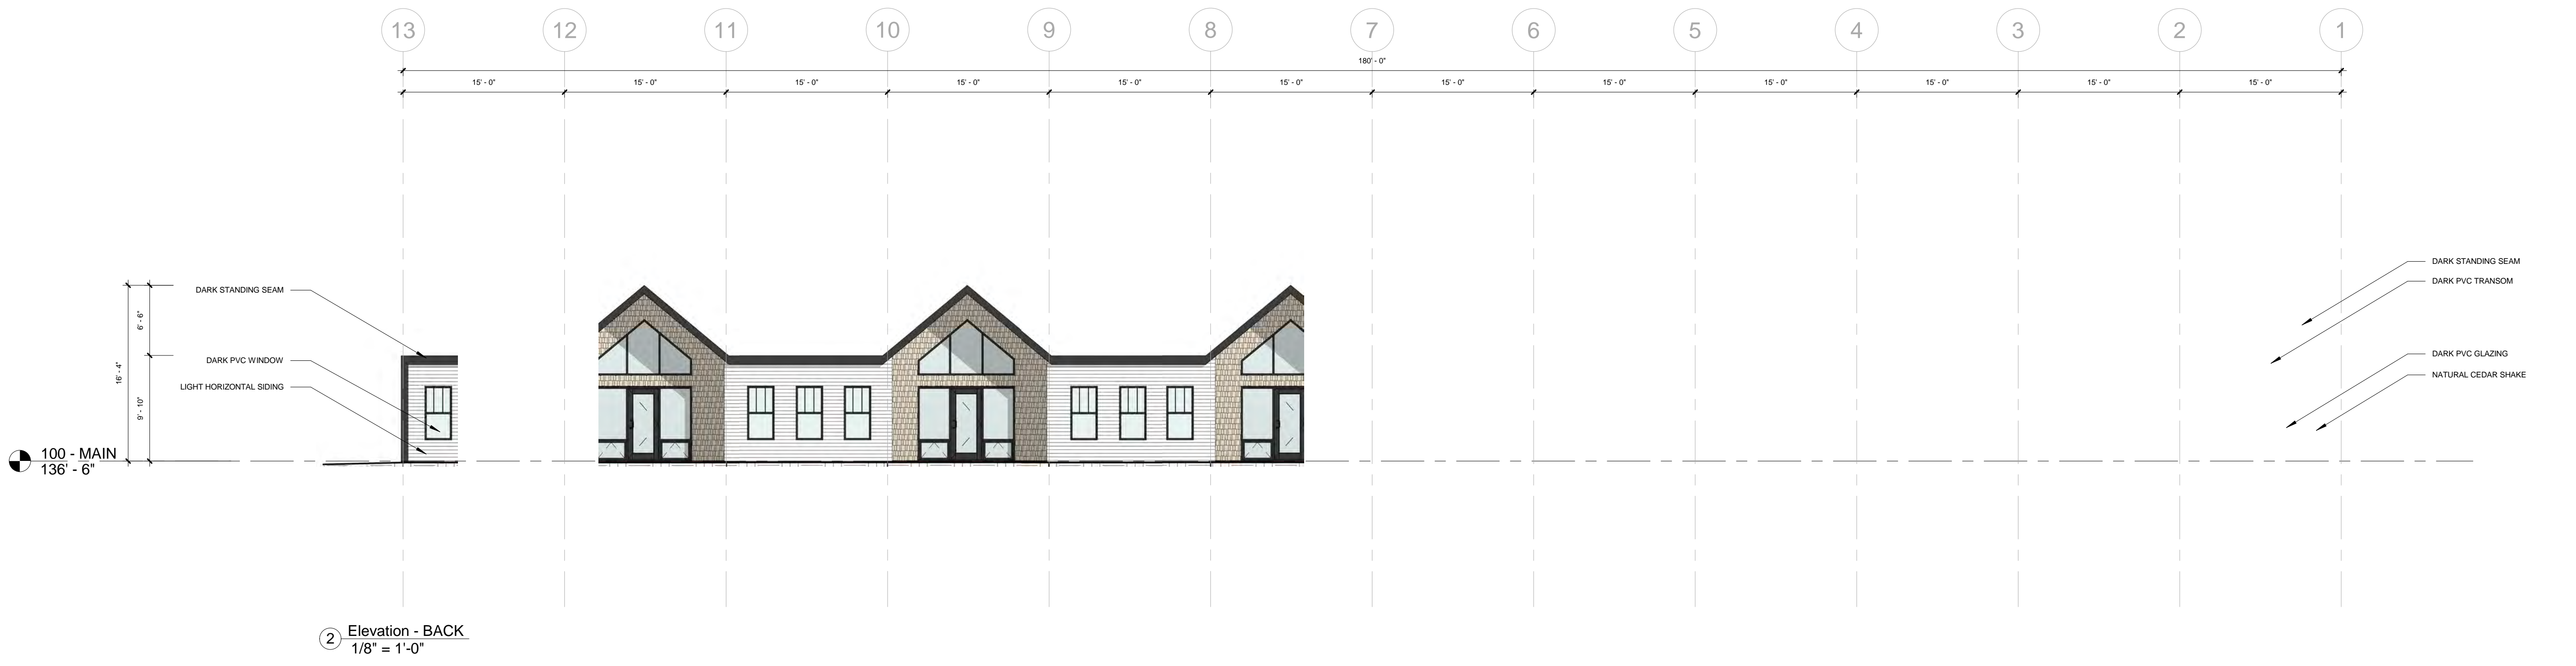 13 12 11 10 9 8 7 6 5 4 3 2 1
180' - 0"
15' - 0" 15' - 0" 15' - 0" 15' - 0" 15' - 0" 15' - 0" 15' - 0" 15' - 0" 15' - 0" 15' - 0" 15' - 0" 15' - 0"
DARK STANDING SEAM
DARK PVC WINDOW
LIGHT HORIZONTAL SIDING
6' - 6"
16' - 4"
9' - 10"
100 - MAIN
136' - 6"
DARK STANDING SEAM
DARK PVC TRANSOM
DARK PVC GLAZING
NATURAL CEDAR SHAKE
2 Elevation - BACK
1/8" = 1'-0"